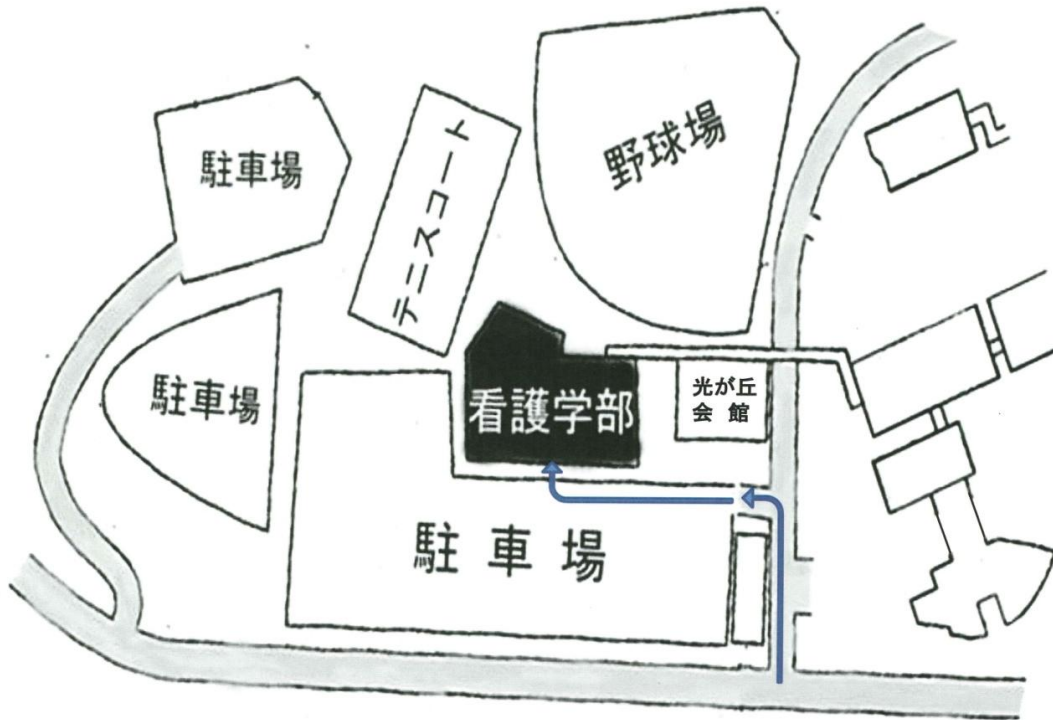 野球場
駐車場
テニスコート
駐車場
光が丘
会 館
看護学部
駐 車 場